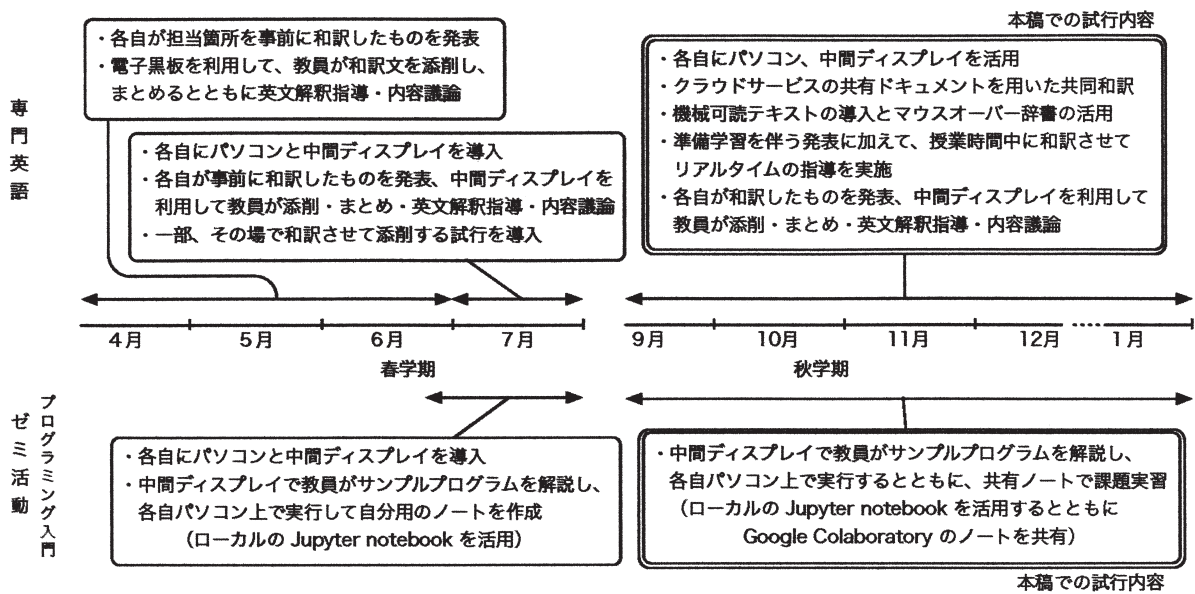 本稿での試行内容
専門英語
・各自が担当箇所を事前に和訳したものを発表
・電子黒板を利用して、教員が和訳文を添削し、
まとめるとともに英文解釈指導・内容議論
・各自にパソコンと中間ディスプレイを導入
・各自が事前に和訳したものを発表、中間ディスプレイを
利用して教員が添削・まとめ・英文解釈指導・内容議論
・一部、その場で和訳させて添削する試行を導入
・各自にパソコン、中間ディスプレイを活用
・クラウドサービスの共有ドキュメントを用いた共同和訳
・機械可読テキストの導入とマウスオーバー辞書の活用
・準備学習を伴う発表に加えて、授業時間中に和訳させて
リアルタイムの指導を実施
・各自が和訳したものを発表、中間ディスプレイを利用して
教員が添削・まとめ・英文解釈指導・内容議論
4月 5月 6月 7月 9月 10月 11月 12月 1月
春学期 秋学期
ゼミ活動
プログラミング入門
・各自にパソコンと中間ディスプレイを導入
・中間ディスプレイで教員がサンプルプログラムを解説し、
各自パソコン上で実行して自分用のノートを作成
（ローカルの Jupyter notebook を活用）
・中間ディスプレイで教員がサンプルプログラムを解説し、
各自パソコン上で実行するとともに、共有ノートで課題実習
（ローカルの Jupyter notebook を活用するとともに
Google Colaboratory のノートを共有）
本稿での試行内容